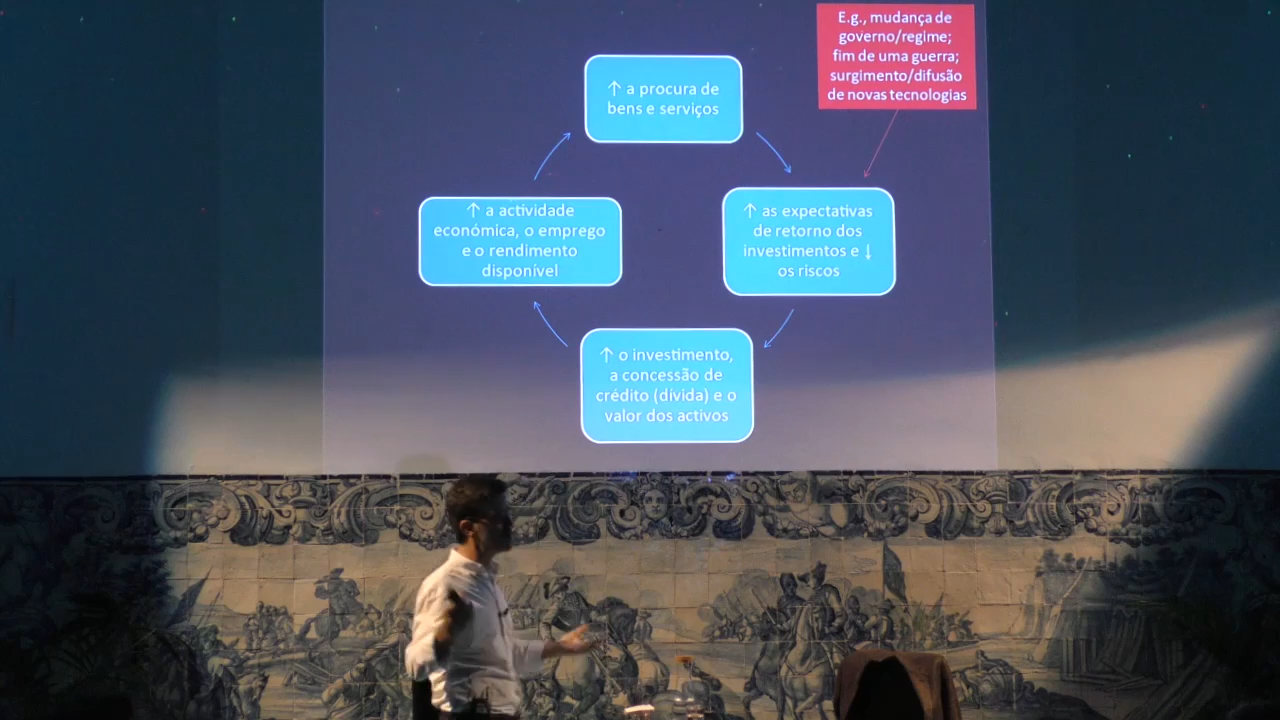 E.g., mudança de
governo/regime;
fim de uma guerra;
surgimento/difusão
de novas tecnologias
↑ a procura de
bens e serviços
↑ as expectativas
de retorno dos
investimentos e ↓
os riscos
↑ o investimento,
a concessão de
crédito (dívida) e o
valor dos activos
↑ a actividade
económica, o emprego
e o rendimento
disponível